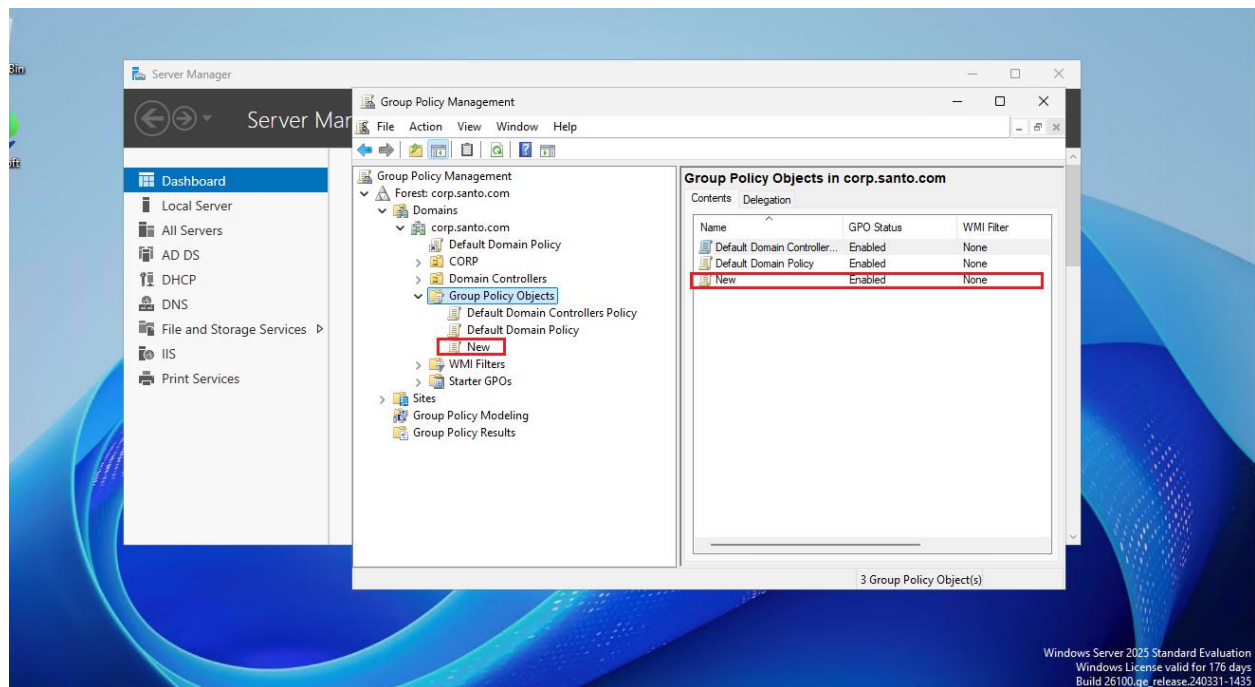 Bin
Server Manager
Server Mar
Dashboard
Local Server
All Servers
AD DS
DHCP
DNS
File and Storage Services
IIS
Print Services
Group Policy Management
File Action View Window Help
Group Policy Management
Forest: corp.santo.com
Domains
corp.santo.com
Default Domain Policy
CORP
Domain Controllers
Group Policy Objects
Default Domain Controllers Policy
Default Domain Policy
New
WMI Filters
Starter GPOs
Sites
Group Policy Modeling
Group Policy Results
Group Policy Objects in corp.santo.com
Contents Delegation
Name GPO Status WMI Filter
Default Domain Controller... Enabled None
Default Domain Policy Enabled None
New Enabled None
3 Group Policy Object(s)
Windows Server 2025 Standard Evaluation
Windows License valid for 176 days
Build 26100.ge_release.240331-1435